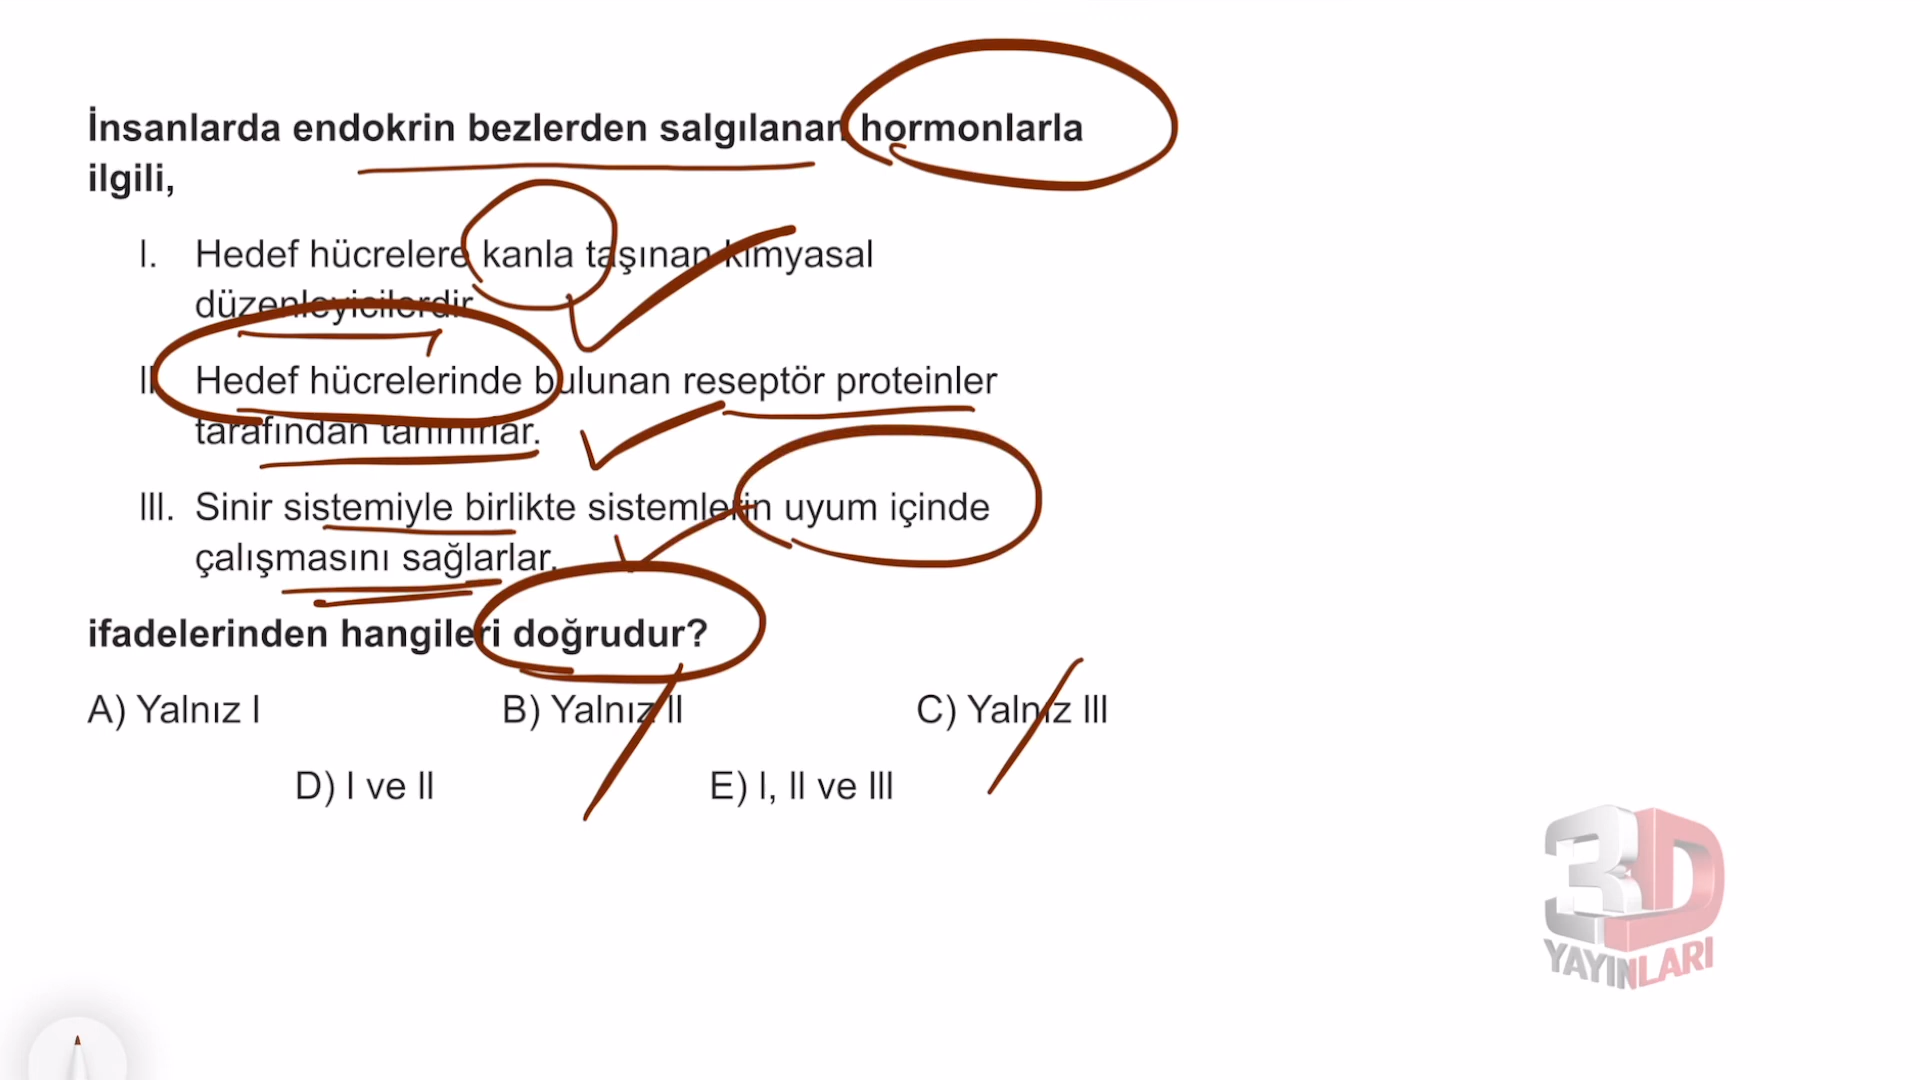 İnsanlarda endokrin bezlerden salgılanan hormonlarla
ilgili,
I. Hedef hücrelere kanla taşınan kimyasal
düzenleyicilerdir.
II. Hedef hücrelerinde bulunan reseptör proteinler
tarafından tanınırlar.
III. Sinir sistemiyle birlikte sistemlerin uyum içinde
çalışmasını sağlarlar.
ifadelerinden hangileri doğrudur?
A) Yalnız I B) Yalnız II C) Yalnız III
D) I ve II E) I, II ve III
3D
YAYINLARI